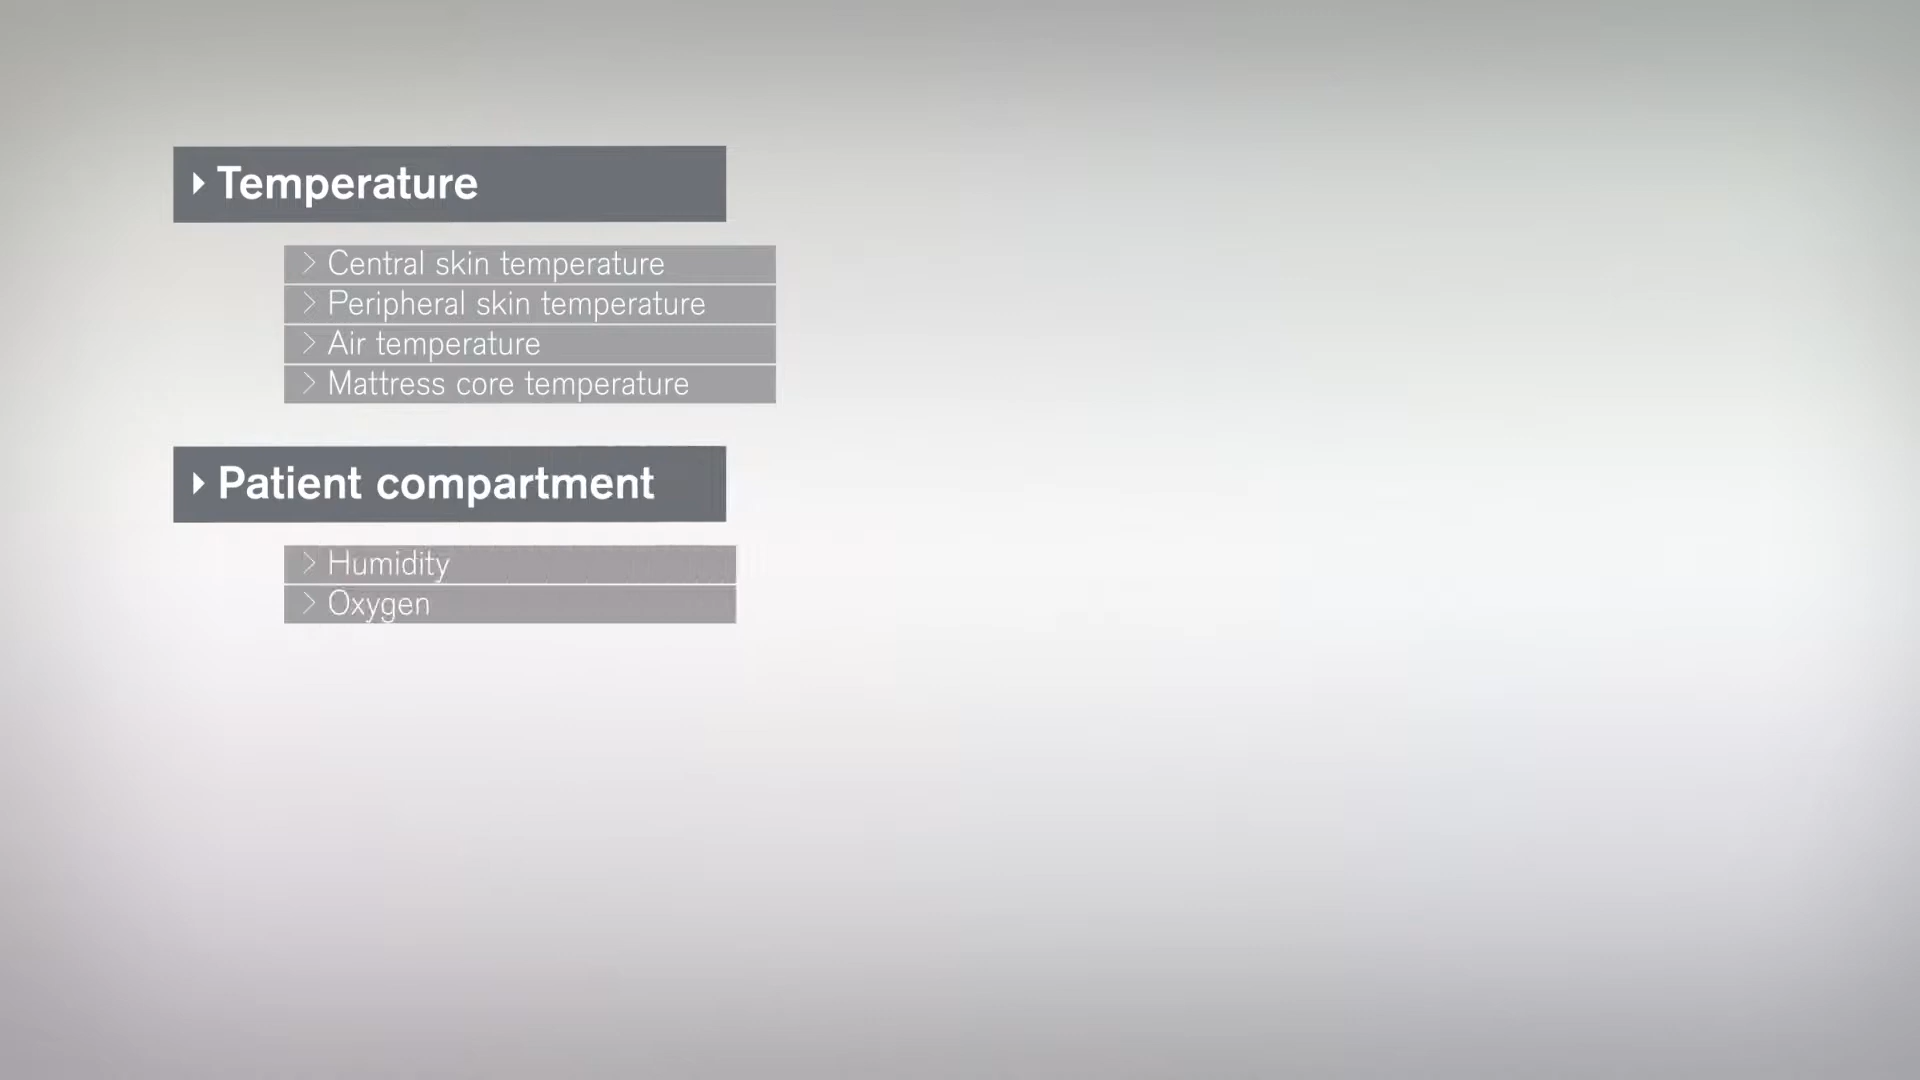 Temperature
Central skin temperature
Peripheral skin temperature
Air temperature
Mattress core temperature
Patient compartment
Humidity
Oxygen